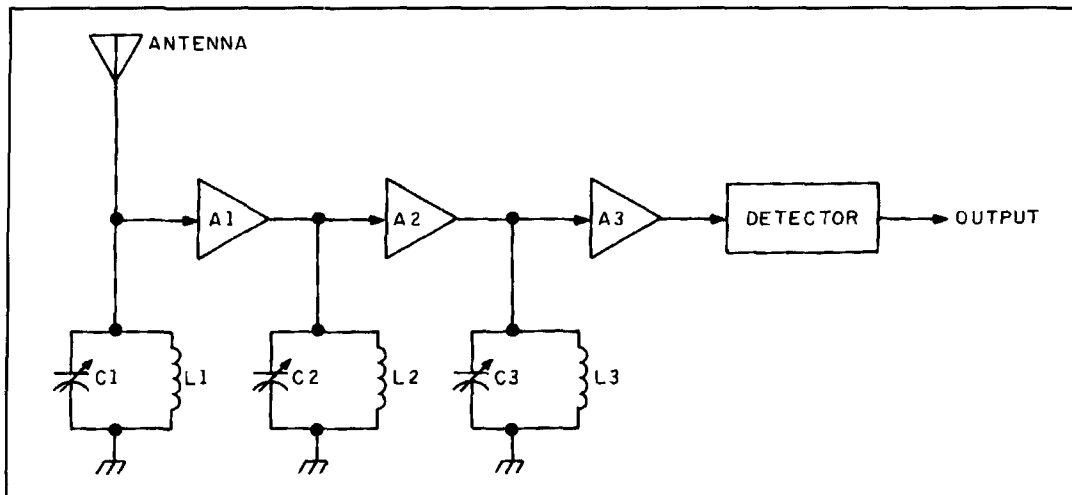 ANTENNA
A1
A2
A3
DETECTOR
OUTPUT
C1
L1
C2
L2
C3
L3